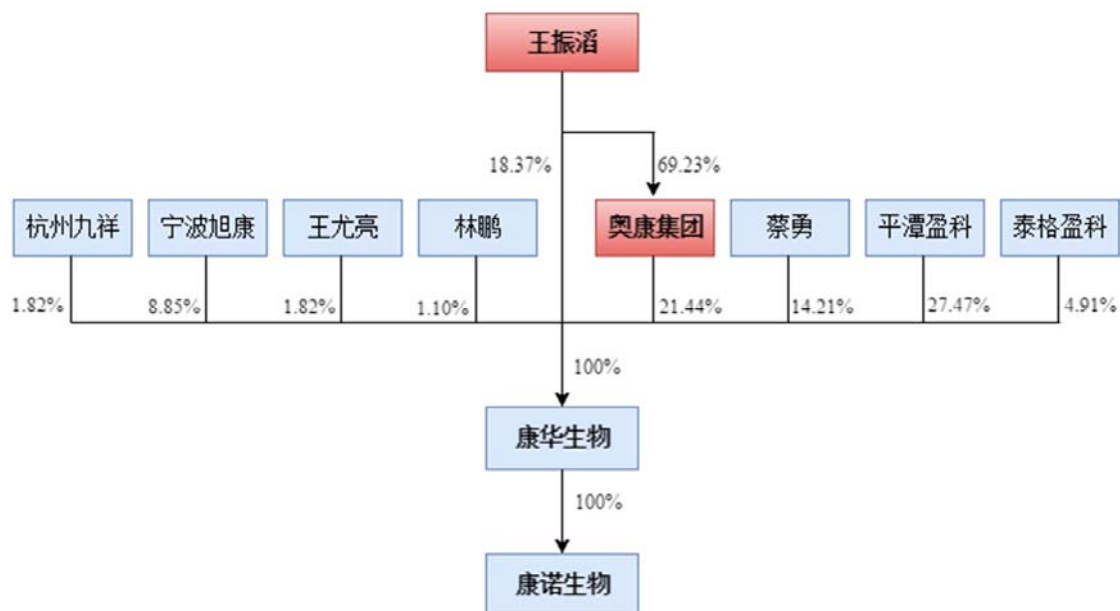 王振滔
18.37%
69.23%
杭州九祥
宁波旭康
王尤亮
林鹏
奥康集团
蔡勇
平潭盈科
泰格盈科
1.82%
8.85%
1.82%
1.10%
21.44%
14.21%
27.47%
4.91%
100%
康华生物
100%
康诺生物